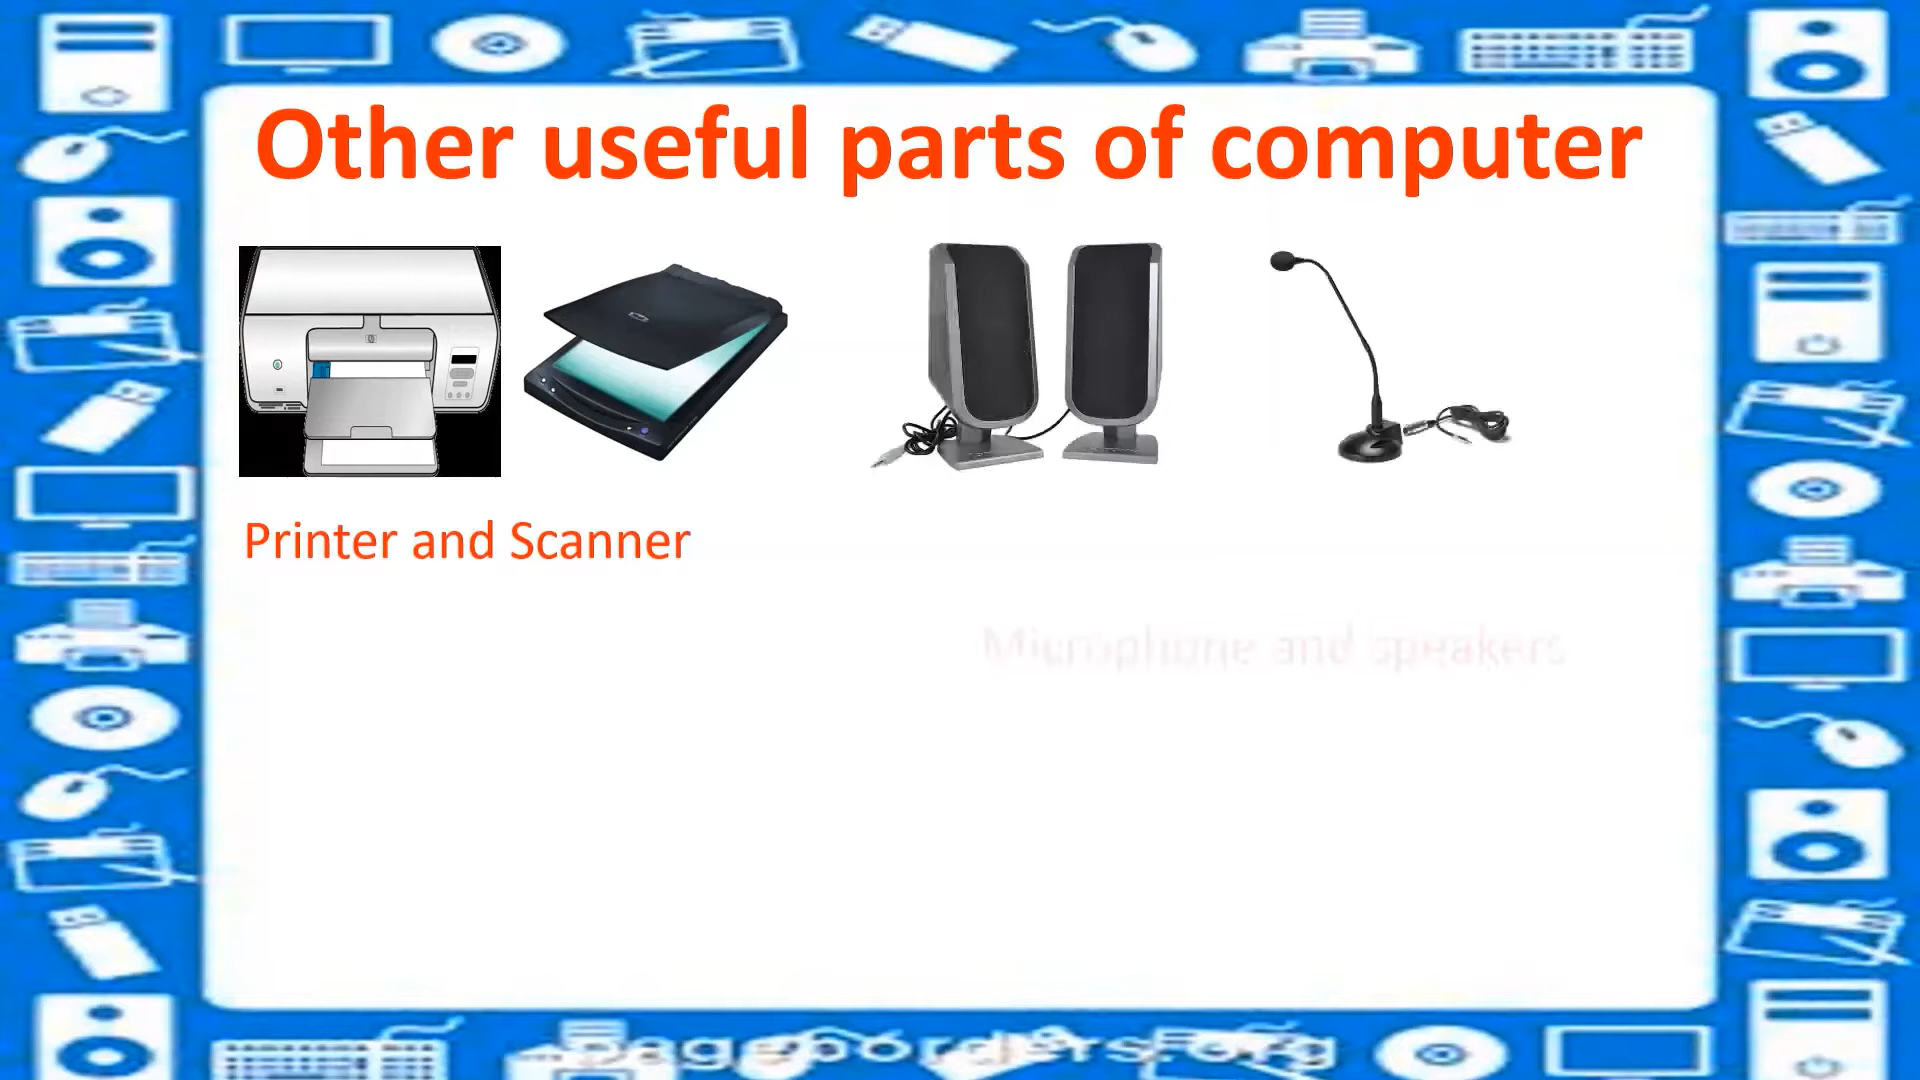 Other useful parts of computer
Printer and Scanner
Microphone and speakers
pageborders.org